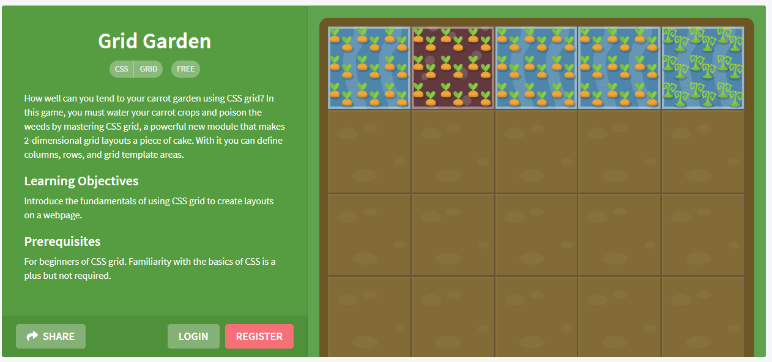 Grid Garden
CSS GRID FREE
How well can you tend to your carrot garden using CSS grid? In
this game, you must water your carrot crops and poison the
weeds by mastering CSS grid, a powerful new module that makes
2-dimensional grid layouts a piece of cake. With it you can define
columns, rows, and grid template areas.
Learning Objectives
Introduce the fundamentals of using CSS grid to create layouts
on a webpage.
Prerequisites
For beginners of CSS grid. Familiarity with the basics of CSS is a
plus but not required.
SHARE LOGIN REGISTER